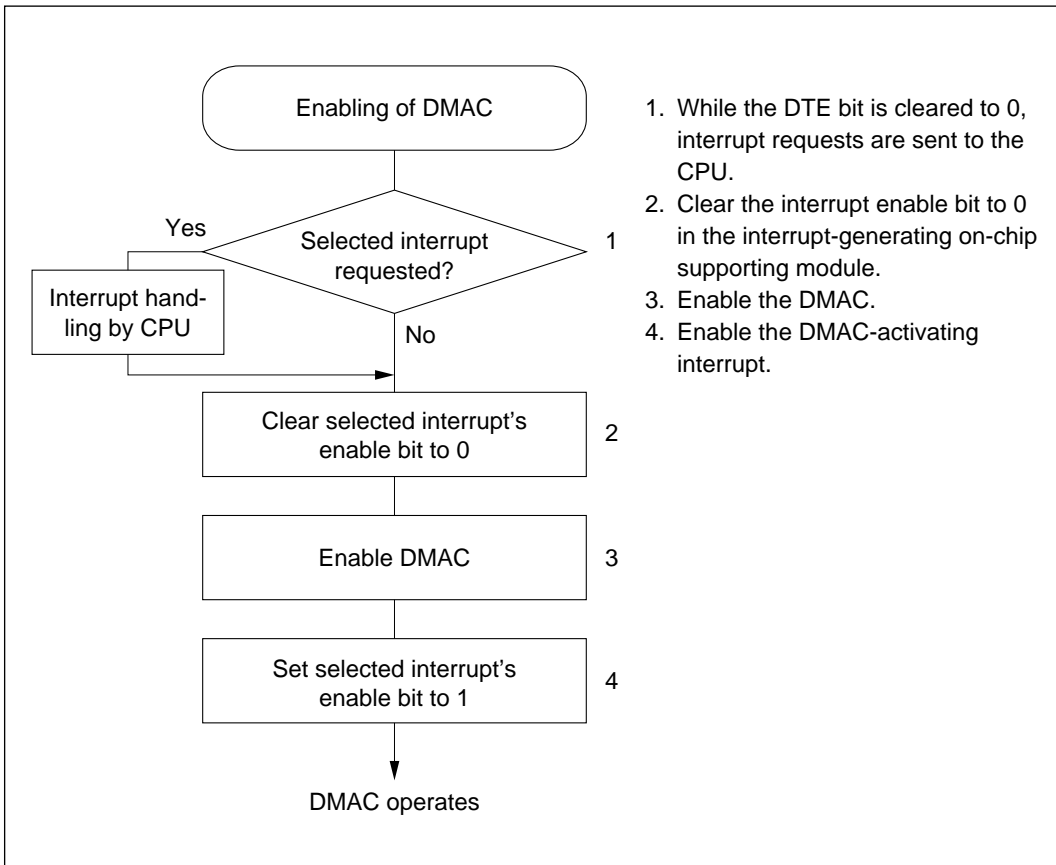 Enabling of DMAC
Yes
Selected interrupt
requested?
1
Interrupt hand-
ling by CPU
No
Clear selected interrupt's
enable bit to 0
2
Enable DMAC
3
Set selected interrupt's
enable bit to 1
4
DMAC operates
1. While the DTE bit is cleared to 0,
interrupt requests are sent to the
CPU.
2. Clear the interrupt enable bit to 0
in the interrupt-generating on-chip
supporting module.
3. Enable the DMAC.
4. Enable the DMAC-activating
interrupt.